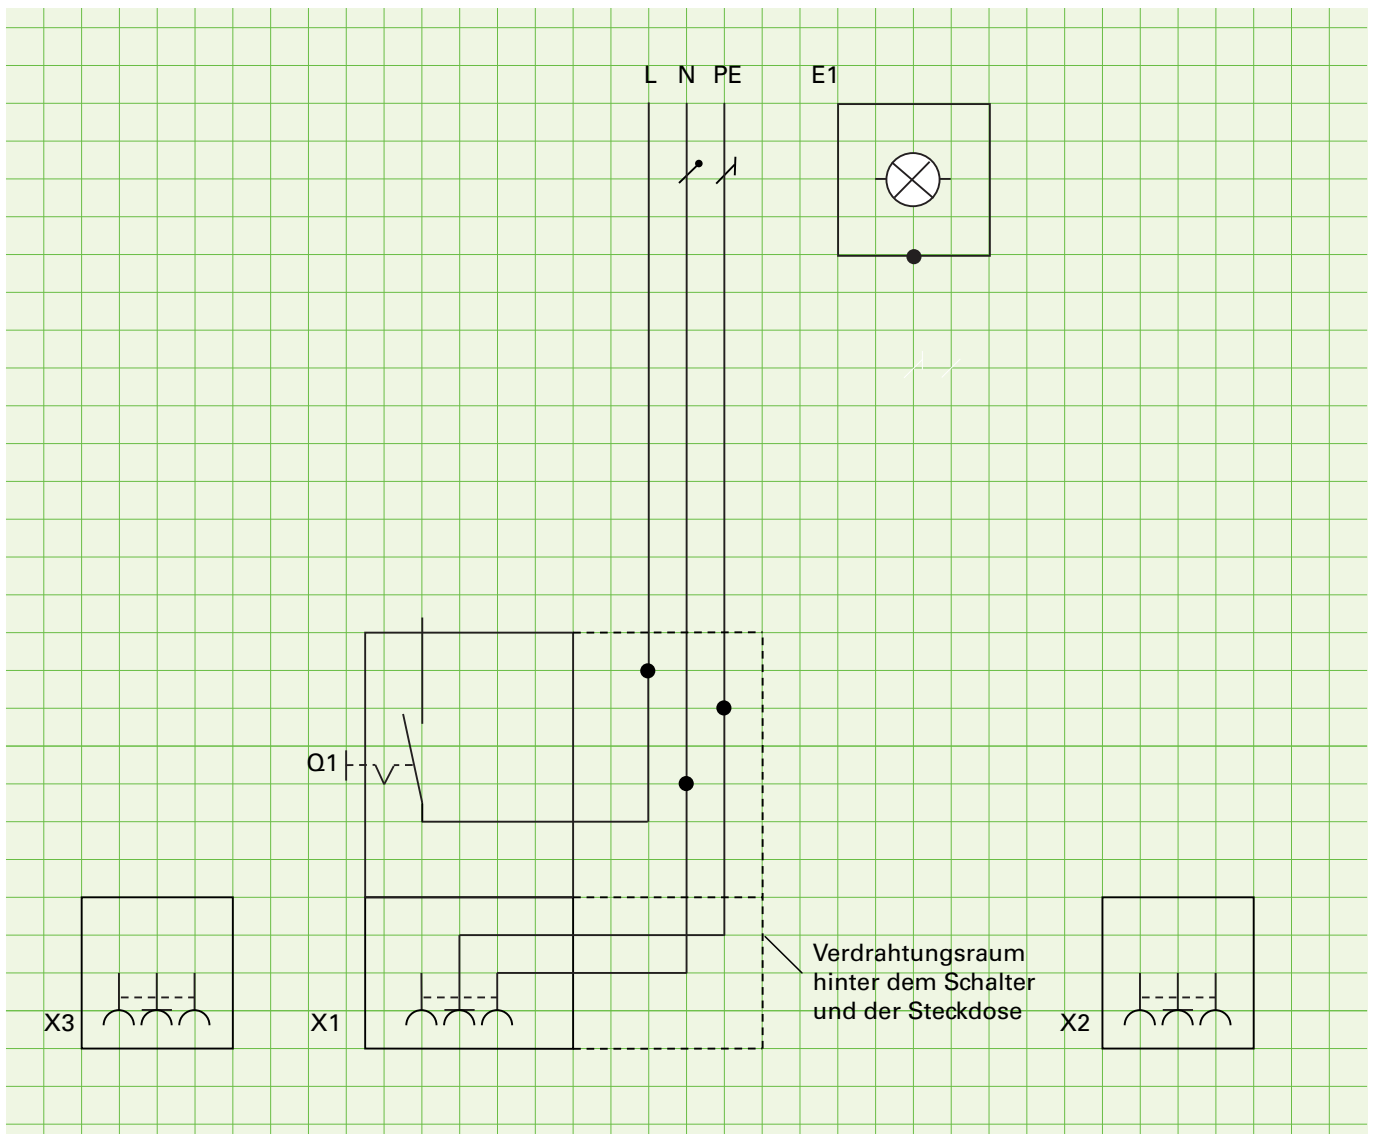 L N PE E1
Q1
Verdrahtungsraum
hinter dem Schalter
und der Steckdose
X3 X1 X2